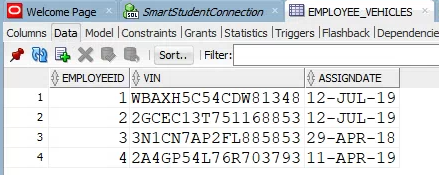 Welcome Page SmartStudentConnection EMPLOYEE_VEHICLES
Columns Data Model Constraints Grants Statistics Triggers Flashback Dependencie
Sort.. Filter:
EMPLOYEEID VIN ASSIGNDATE
1 1 WBAXH5C54CDW81348 12-JUL-19
2 2 2GCEC13T751168853 12-JUL-19
3 3 3N1CN7AP2FL885853 29-APR-18
4 4 2A4GP54L76R703793 11-APR-19